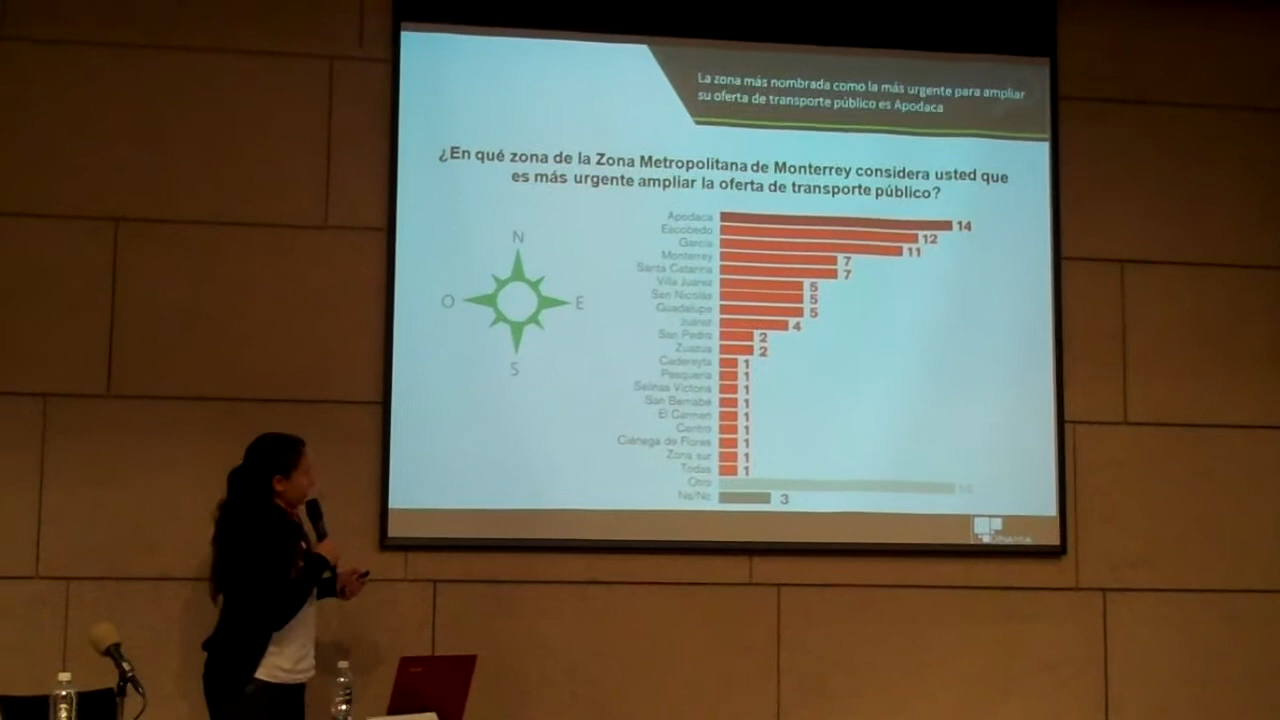 La zona más nombrada como la más urgente para ampliar
su oferta de transporte público es Apodaca
¿En qué zona de la Zona Metropolitana de Monterrey considera usted que
es más urgente ampliar la oferta de transporte público?
N
O
E
S
Apodaca 14
Escobedo 12
García 11
Monterrey 7
Santa Catarina 7
Villa Juárez 5
San Nicolás 5
Guadalupe 5
Juárez 4
San Pedro 2
Zuazua 2
Cadereyta 1
Pesquería 1
Salinas Victoria 1
San Bernabé 1
El Carmen 1
Centro 1
Ciénega de Flores 1
Zona sur 1
Todas 1
Otro
Ns/Nc 3